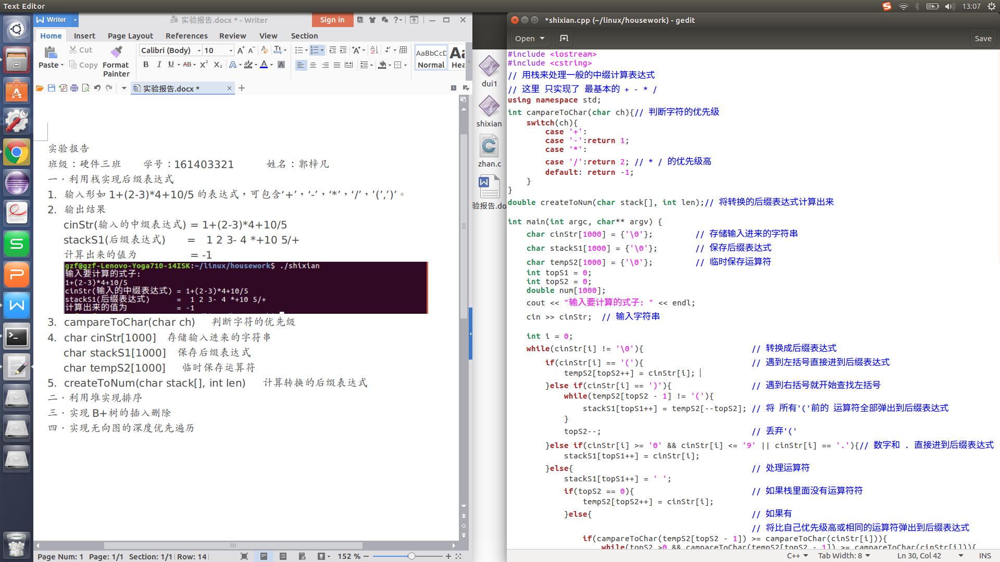 Text Editor
13:07
Writer
实验报告.docx * - Writer
Sign in
Home Insert Page Layout References Review View Section
Paste Cut Copy Format Painter
Calibri (Body) 10
AaBbCcD
Normal
Hea
实验报告.docx *
实验报告
班级：硬件三班 学号：161403321 姓名：郭梓凡
一．利用栈实现后缀表达式
1. 输入形如 1+(2-3)*4+10/5 的表达式，可包含‘+’，‘-’，‘*’，‘/’，’(’,’)’。
2. 输出结果
cinStr(输入的中缀表达式) = 1+(2-3)*4+10/5
stackS1(后缀表达式) = 1 2 3- 4 *+10 5/+
计算出来的值为 = -1
gzf@gzf-Lenovo-Yoga710-14ISK:~/linux/housework$ ./shixian
输入要计算的式子:
1+(2-3)*4+10/5
cinStr(输入的中缀表达式) = 1+(2-3)*4+10/5
stackS1(后缀表达式) = 1 2 3- 4 *+10 5/+
计算出来的值为 = -1
3. campareToChar(char ch) 判断字符的优先级
4. char cinStr[1000] 存储输入进来的字符串
char stackS1[1000] 保存后缀表达式
char tempS2[1000] 临时保存运算符
5. createToNum(char stack[], int len) 计算转换的后缀表达式
二．利用堆实现排序
三．实现 B+树的插入删除
四．实现无向图的深度优先遍历
Page Num: 1 Page: 1/1 Section: 1/1 Row: 14
152 %
dui1
shixian
zhan.c
验报告.do
*shixian.cpp (~/linux/housework) - gedit
Open
Save
#include <iostream>
#include <cstring>
// 用栈来处理一般的中缀计算表达式
// 这里 只实现了 最基本的 + - * /
using namespace std;
int campareToChar(char ch){// 判断字符的优先级
switch(ch){
case '+':
case '-':return 1;
case '*':
case '/':return 2; // * / 的优先级高
default: return -1;
}
}
double createToNum(char stack[], int len);// 将转换的后缀表达式计算出来
int main(int argc, char** argv) {
char cinStr[1000] = {'\0'}; // 存储输入进来的字符串
char stackS1[1000] = {'\0'}; // 保存后缀表达式
char tempS2[1000] = {'\0'}; // 临时保存运算符
int topS1 = 0;
int topS2 = 0;
double num[1000];
cout << "输入要计算的式子: " << endl;
cin >> cinStr; // 输入字符串
int i = 0;
while(cinStr[i] != '\0'){ // 转换成后缀表达式
if(cinStr[i] == '('){ // 遇到左括号直接进到后缀表达式
tempS2[topS2++] = cinStr[i];
}else if(cinStr[i] == ')'){ // 遇到右括号就开始查找左括号
while(tempS2[topS2 - 1] != '('){
stackS1[topS1++] = tempS2[--topS2]; // 将 所有'('前的 运算符全部弹出到后缀表达式
}
topS2--; // 丢弃'('
}else if(cinStr[i] >= '0' && cinStr[i] <= '9' || cinStr[i] == '.'){// 数字和 . 直接进到后缀表达式
stackS1[topS1++] = cinStr[i];
}else{ // 处理运算符
stackS1[topS1++] = ' ';
if(topS2 == 0){ // 如果栈里面没有运算符符
tempS2[topS2++] = cinStr[i];
}else{ // 如果有
// 将比自己优先级高或相同的运算符弹出到后缀表达式
if(campareToChar(tempS2[topS2 - 1]) >= campareToChar(cinStr[i])){
while(topS2 >0 && campareToChar(tempS2[topS2 - 1]) >= campareToChar(cinStr[i])){
C++ Tab Width: 8 Ln 30, Col 42 INS